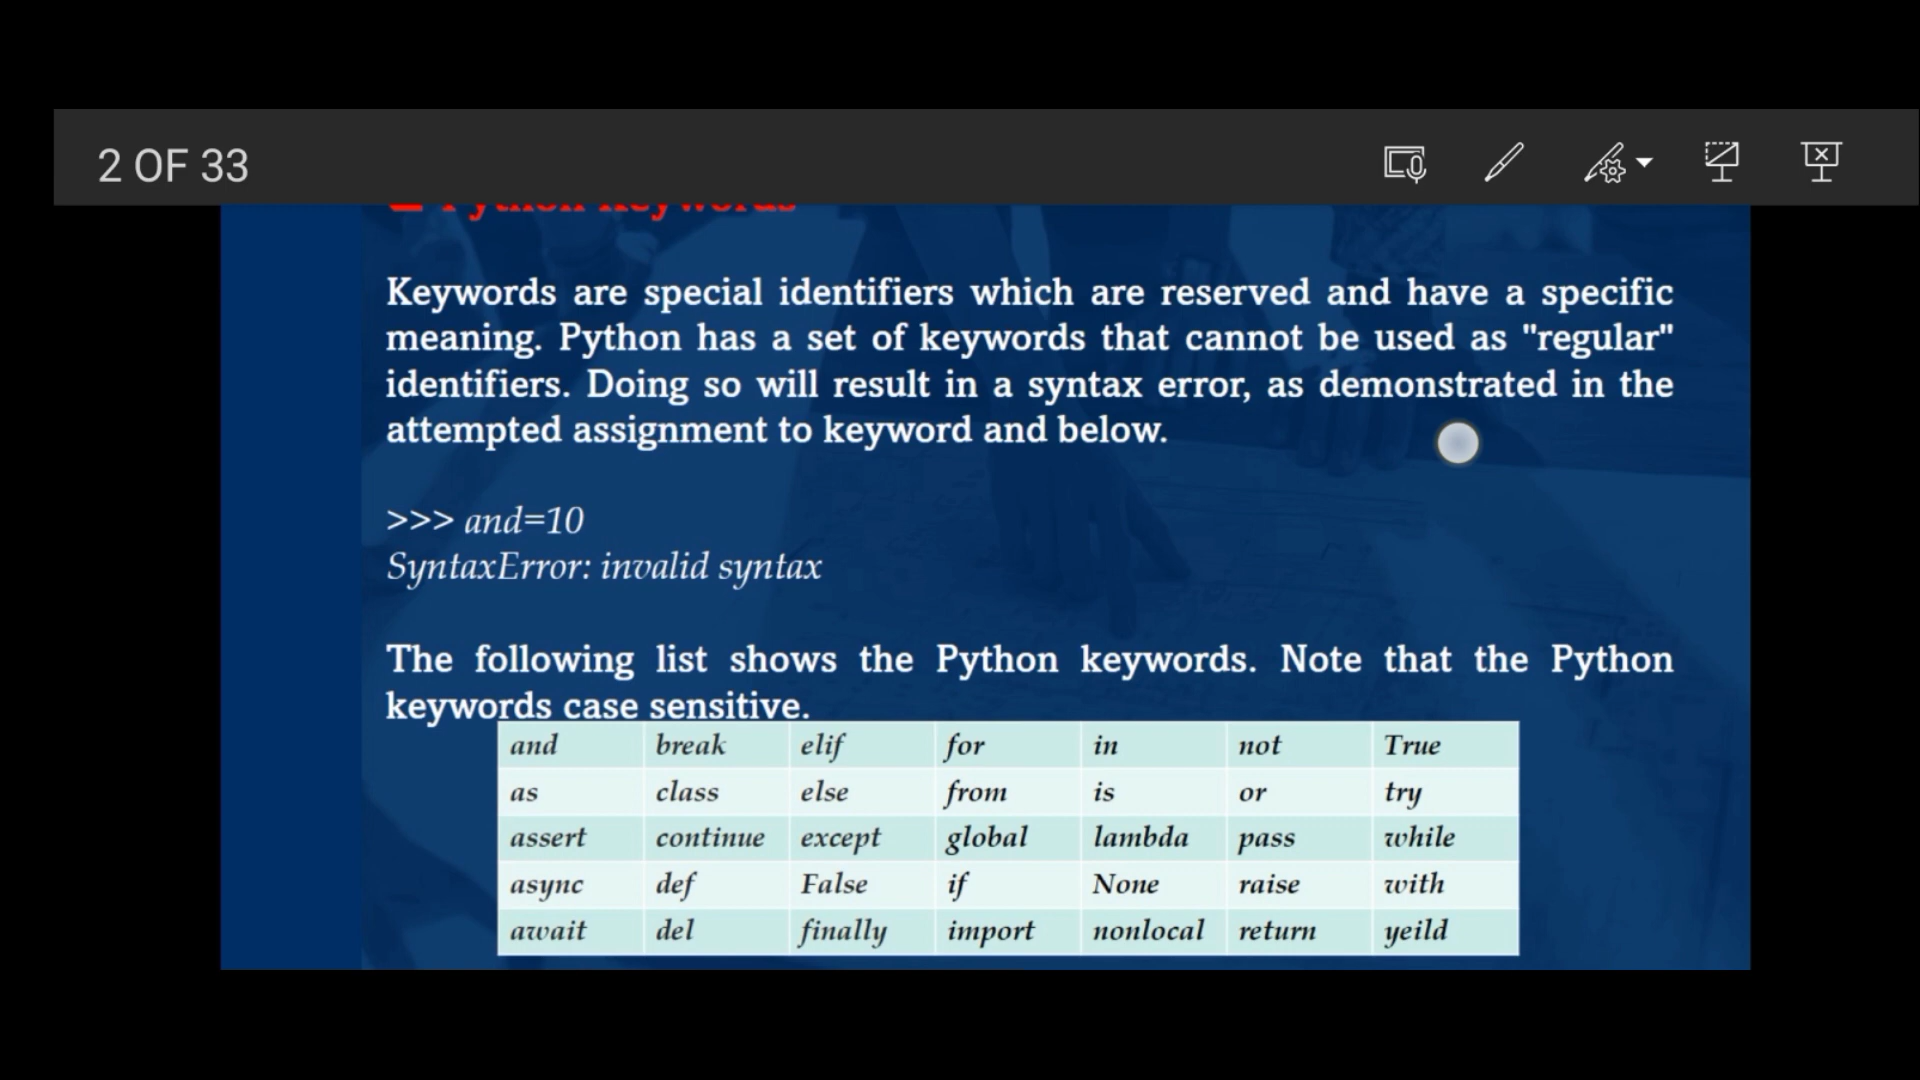 2 OF 33
Python Keywords
Keywords are special identifiers which are reserved and have a specific
meaning. Python has a set of keywords that cannot be used as "regular"
identifiers. Doing so will result in a syntax error, as demonstrated in the
attempted assignment to keyword and below.
>>> and=10
SyntaxError: invalid syntax
The following list shows the Python keywords. Note that the Python
keywords case sensitive.
and break elif for in not True
as class else from is or try
assert continue except global lambda pass while
async def False if None raise with
await del finally import nonlocal return yeild